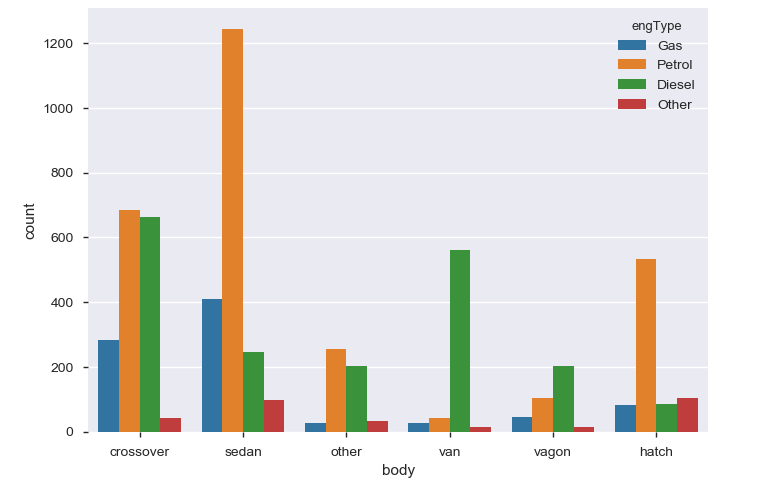 engType
Gas
Petrol
Diesel
Other
1200
1000
800
600
400
200
0
count
crossover sedan other van vagon hatch
body